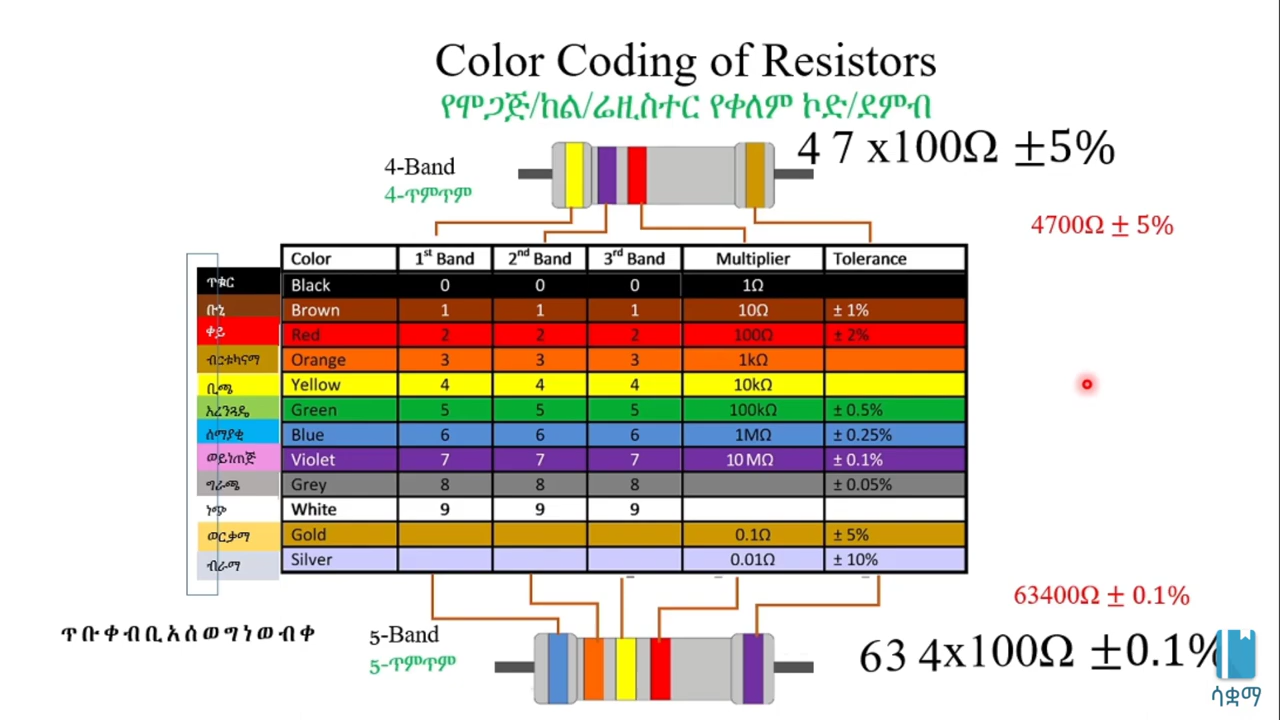 Color Coding of Resistors
የሞጋጅ/ከል/ሬዚስተር የቀለም ኮድ/ደምብ
4-Band
4-ጥምጥም
4 7 x100Ω ±5%
4700Ω ± 5%
Color 1st Band 2nd Band 3rd Band Multiplier Tolerance
ጥቁር Black 0 0 0 1Ω
ቡኒ Brown 1 1 1 10Ω ± 1%
ቀይ Red 2 2 2 100Ω ± 2%
ብርቱካናማ Orange 3 3 3 1kΩ
ቢጫ Yellow 4 4 4 10kΩ
አረንጓዴ Green 5 5 5 100kΩ ± 0.5%
ሰማያቂ Blue 6 6 6 1MΩ ± 0.25%
ወይነጠጅ Violet 7 7 7 10 MΩ ± 0.1%
ግራጫ Grey 8 8 8 ± 0.05%
ነጭ White 9 9 9
ወርቃማ Gold 0.1Ω ± 5%
ብራማ Silver 0.01Ω ± 10%
63400Ω ± 0.1%
ጥ ቡ ቀ ብ ቢ አ ሰ ወ ግ ነ ወ ብ ቀ
5-Band
5-ጥምጥም
63 4x100Ω ±0.1%
ሳቋማ